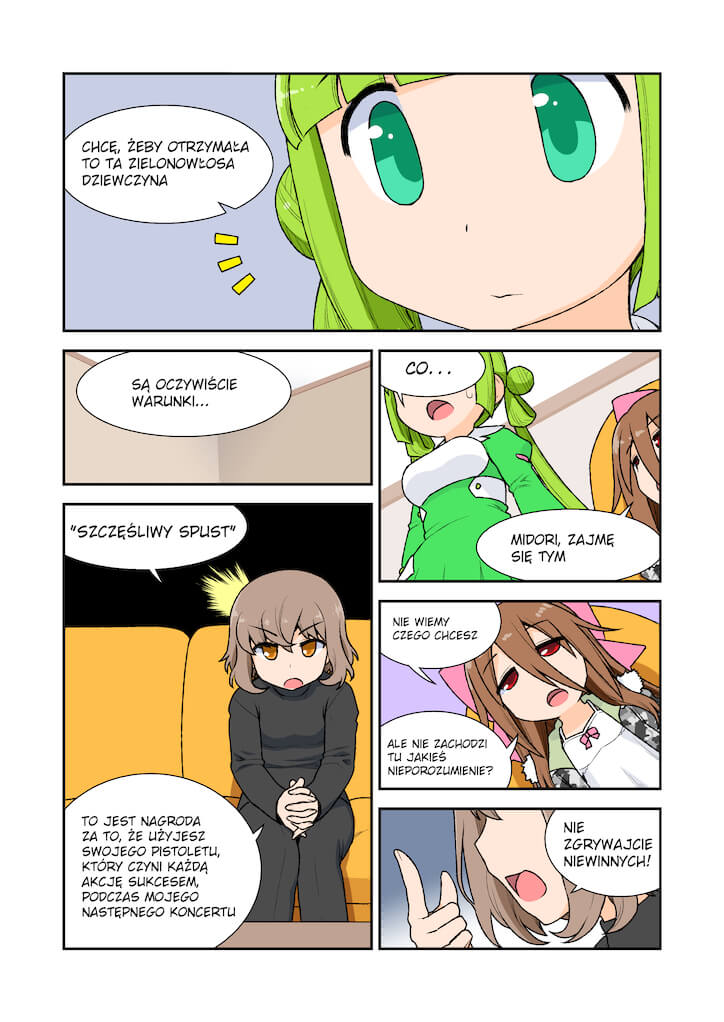 CHCĘ, ŻEBY OTRZYMAŁA
TO TA ZIELONOWŁOSA
DZIEWCZYNA
SĄ OCZYWIŚCIE
WARUNKI...
CO...
MIDORI, ZAJMĘ
SIĘ TYM
"SZCZĘŚLIWY SPUST"
TO JEST NAGRODA
ZA TO, ŻE UŻYJESZ
SWOJEGO PISTOLETU,
KTÓRY CZYNI KAŻDĄ
AKCJĘ SUKCESEM,
PODCZAS MOJEGO
NASTĘPNEGO KONCERTU
NIE WIEMY
CZEGO CHCESZ
ALE NIE ZACHODZI
TU JAKIEŚ
NIEPOROZUMIENIE?
NIE
ZGRYWAJCIE
NIEWINNYCH!